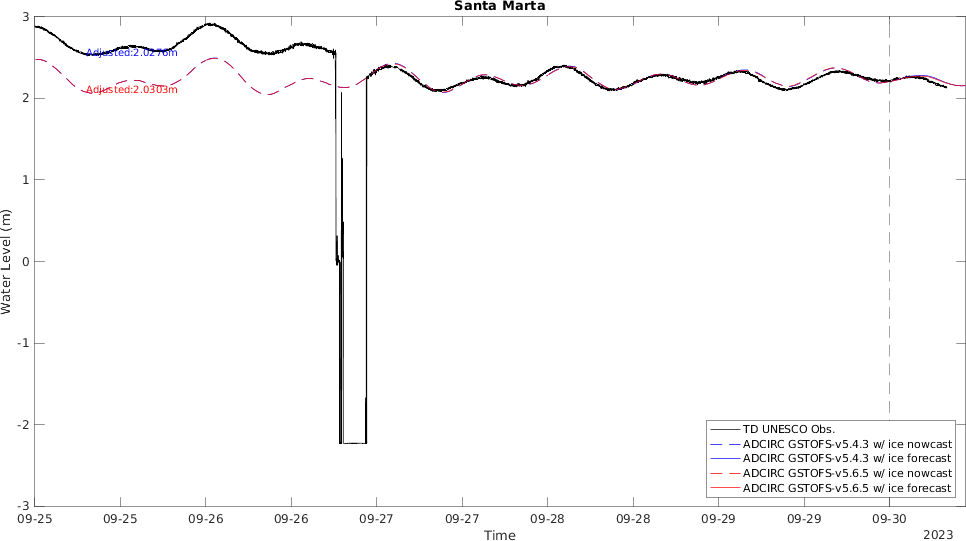 Santa Marta
3
Adjusted:2.0276m
Adjusted:2.0303m
2
1
0
-1
-2
-3
Water Level (m)
TD UNESCO Obs.
ADCIRC GSTOFS-v5.4.3 w/ ice nowcast
ADCIRC GSTOFS-v5.4.3 w/ ice forecast
ADCIRC GSTOFS-v5.6.5 w/ ice nowcast
ADCIRC GSTOFS-v5.6.5 w/ ice forecast
09-25 09-25 09-26 09-26 09-27 09-27 09-28 09-28 09-29 09-29 09-30
Time
2023